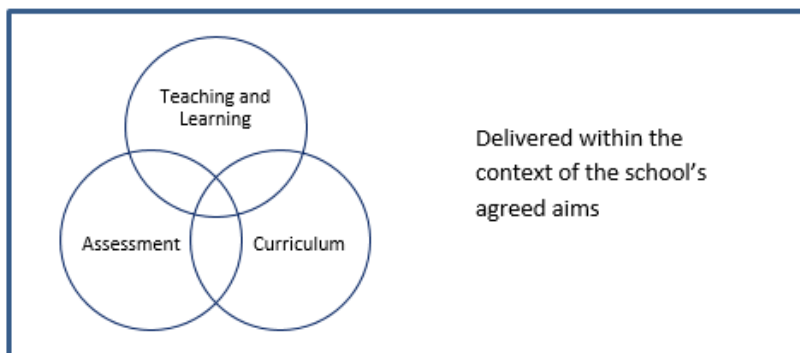 Teaching and
Learning
Assessment
Curriculum
Delivered within the
context of the school’s
agreed aims